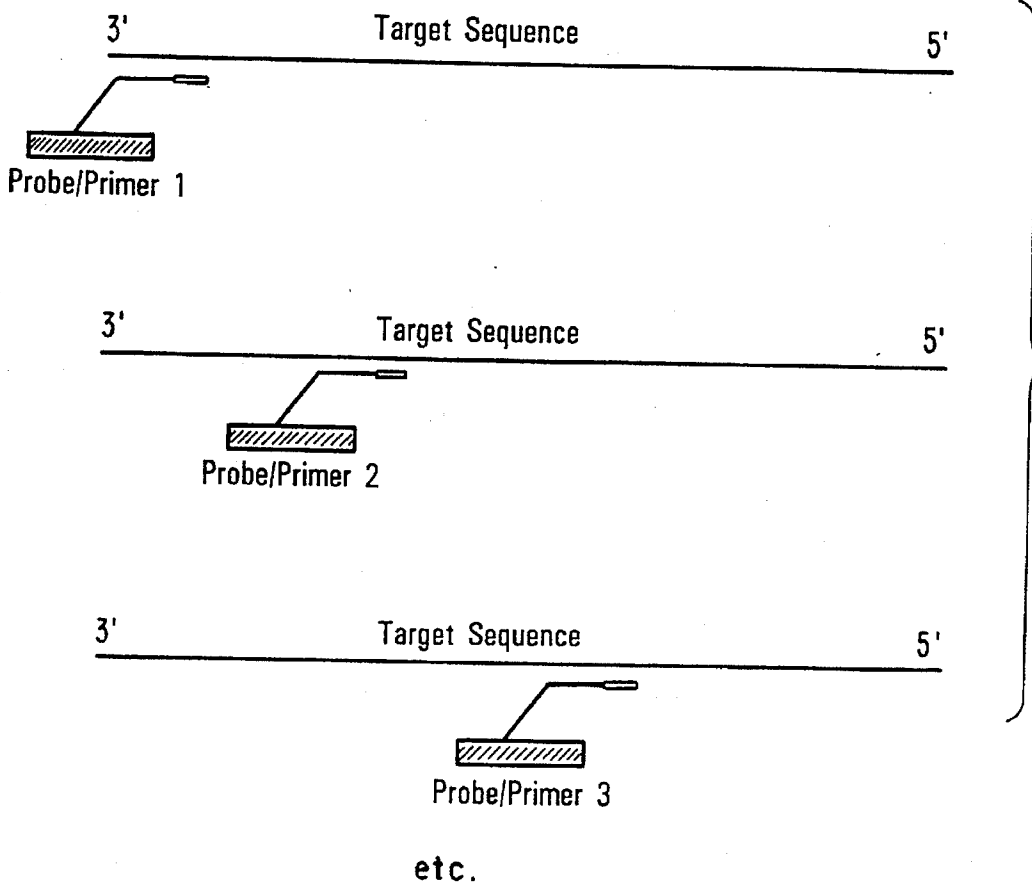 3' Target Sequence 5'
Probe/Primer 1
3' Target Sequence 5'
Probe/Primer 2
3' Target Sequence 5'
Probe/Primer 3
etc.